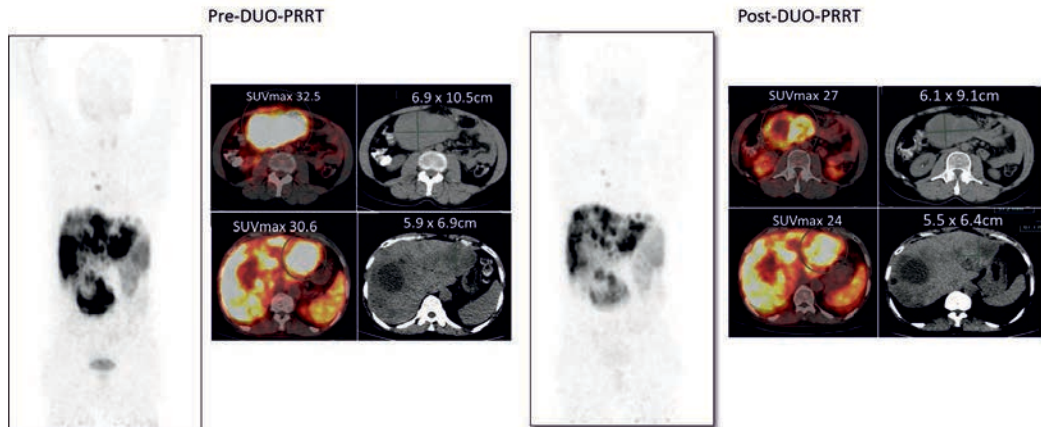 Pre-DUO-PRRT
Post-DUO-PRRT
SUVmax 32.5
6.9 x 10.5cm
SUVmax 30.6
5.9 x 6.9cm
SUVmax 27
6.1 x 9.1cm
SUVmax 24
5.5 x 6.4cm